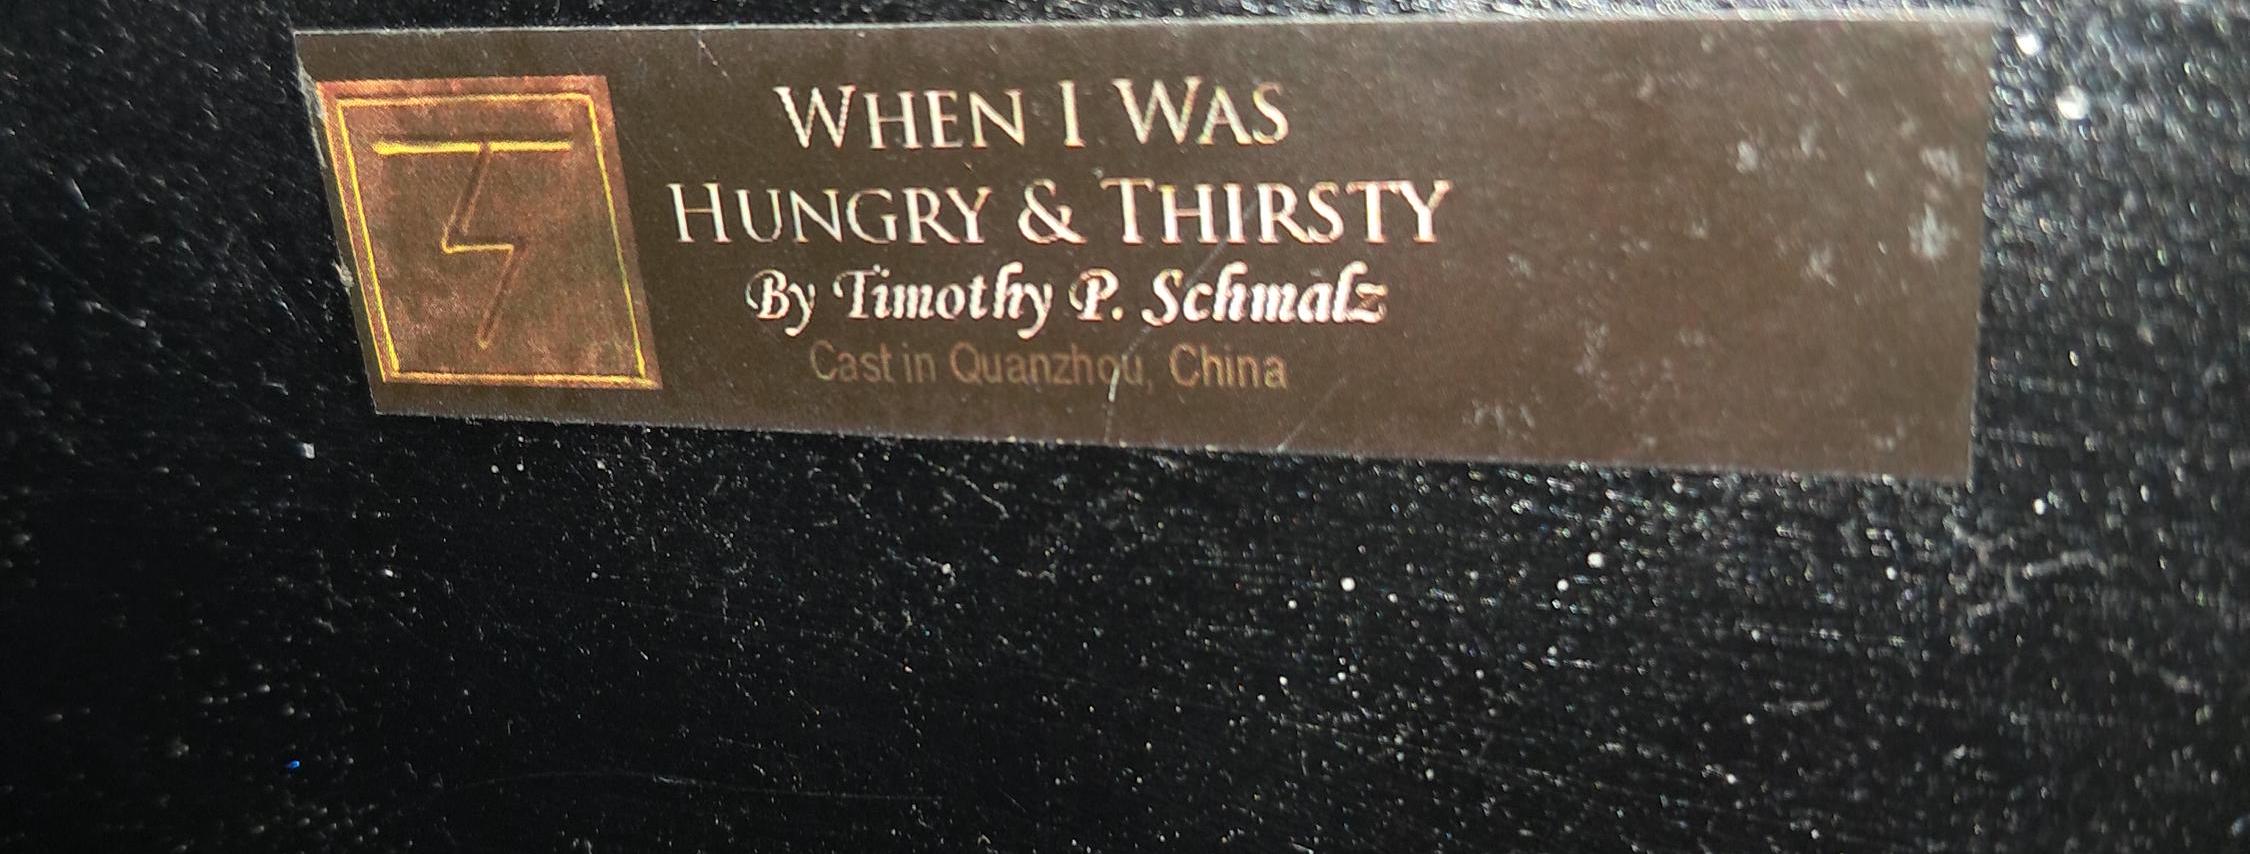 WHEN I WAS
HUNGRY & THIRSTY
By Timothy P. Schmalz
Cast in Quanzhou, China